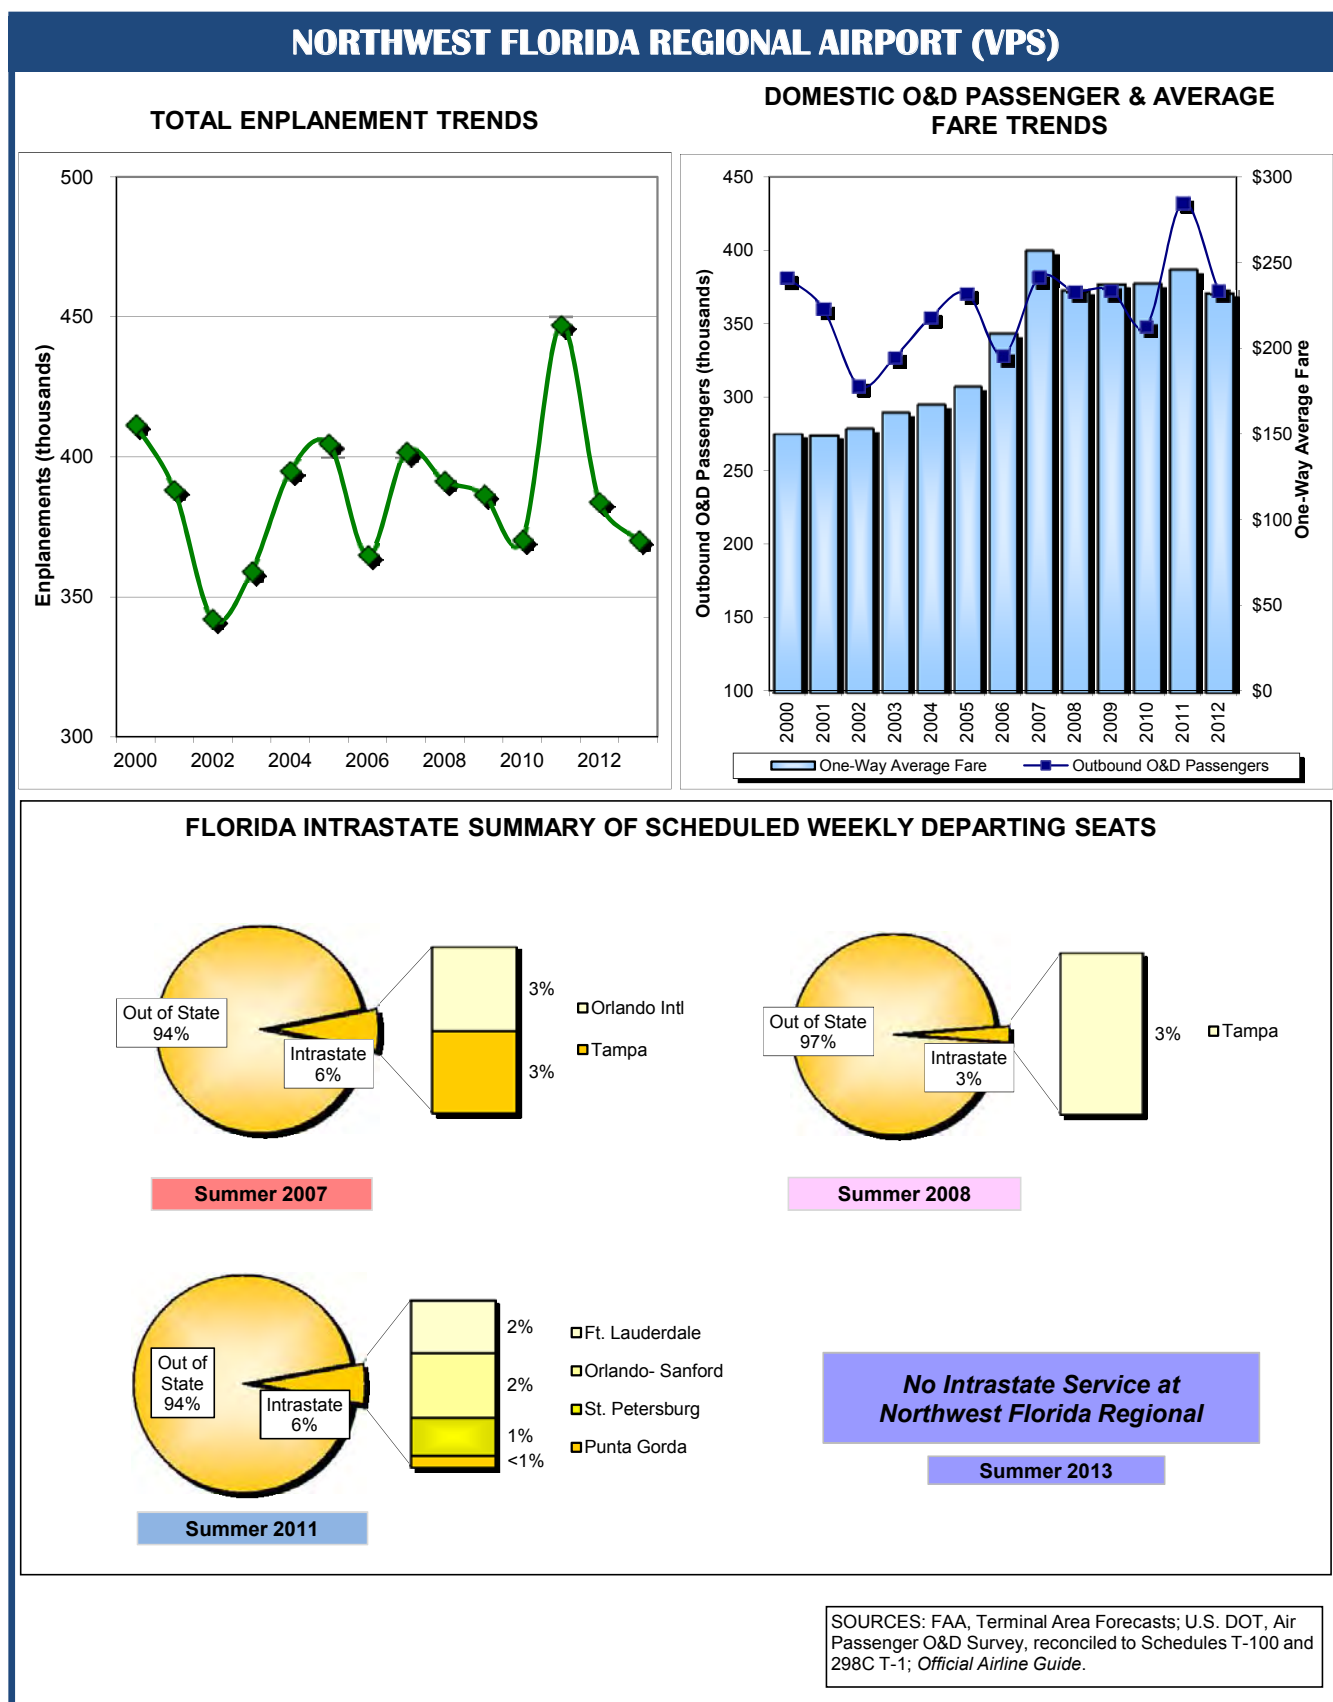 NORTHWEST FLORIDA REGIONAL AIRPORT (VPS)
TOTAL ENPLANEMENT TRENDS
500
450
400
350
300
Enplanements (thousands)
2000 2002 2004 2006 2008 2010 2012
DOMESTIC O&D PASSENGER & AVERAGE
FARE TRENDS
450
400
350
300
250
200
150
100
Outbound O&D Passengers (thousands)
$300
$250
$200
$150
$100
$50
$0
One-Way Average Fare
2000 2001 2002 2003 2004 2005 2006 2007 2008 2009 2010 2011 2012
One-Way Average Fare
Outbound O&D Passengers
FLORIDA INTRASTATE SUMMARY OF SCHEDULED WEEKLY DEPARTING SEATS
Out of State
94%
Intrastate
6%
3%
3%
Orlando Intl
Tampa
Summer 2007
Out of State
97%
Intrastate
3%
3%
Tampa
Summer 2008
Out of
State
94%
Intrastate
6%
2%
2%
1%
<1%
Ft. Lauderdale
Orlando- Sanford
St. Petersburg
Punta Gorda
Summer 2011
No Intrastate Service at
Northwest Florida Regional
Summer 2013
SOURCES: FAA, Terminal Area Forecasts; U.S. DOT, Air
Passenger O&D Survey, reconciled to Schedules T-100 and
298C T-1; Official Airline Guide.